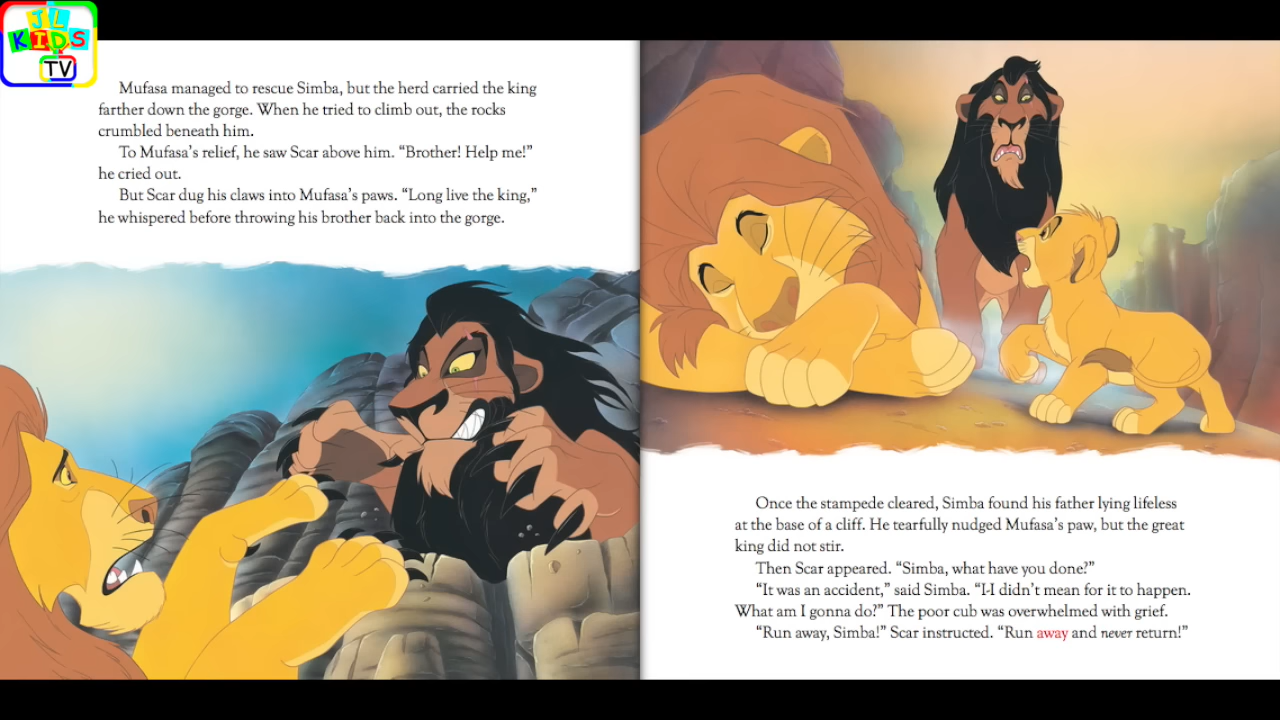 JL
KIDS
TV
Mufasa managed to rescue Simba, but the herd carried the king
farther down the gorge. When he tried to climb out, the rocks
crumbled beneath him.
To Mufasa’s relief, he saw Scar above him. “Brother! Help me!”
he cried out.
But Scar dug his claws into Mufasa’s paws. “Long live the king,”
he whispered before throwing his brother back into the gorge.
Once the stampede cleared, Simba found his father lying lifeless
at the base of a cliff. He tearfully nudged Mufasa’s paw, but the great
king did not stir.
Then Scar appeared. “Simba, what have you done?”
“It was an accident,” said Simba. “I-I didn’t mean for it to happen.
What am I gonna do?” The poor cub was overwhelmed with grief.
“Run away, Simba!” Scar instructed. “Run away and never return!”